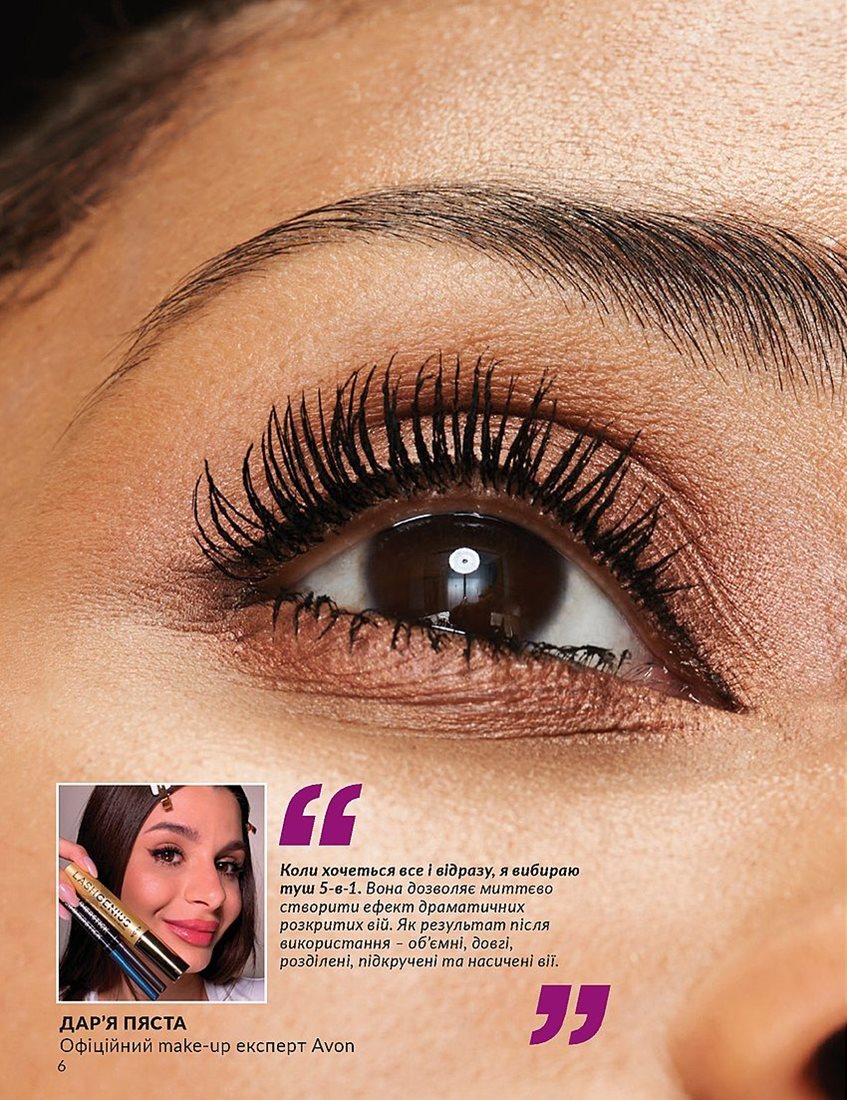 LASH GENIUS
Коли хочеться все і відразу, я вибираю
туш 5-в-1. Вона дозволяє миттєво
створити ефект драматичних
розкритих вій. Як результат після
використання – об’ємні, довгі,
розділені, підкручені та насичені вії.
ДАР’Я ПЯСТА
Офіційний make-up експерт Avon
6